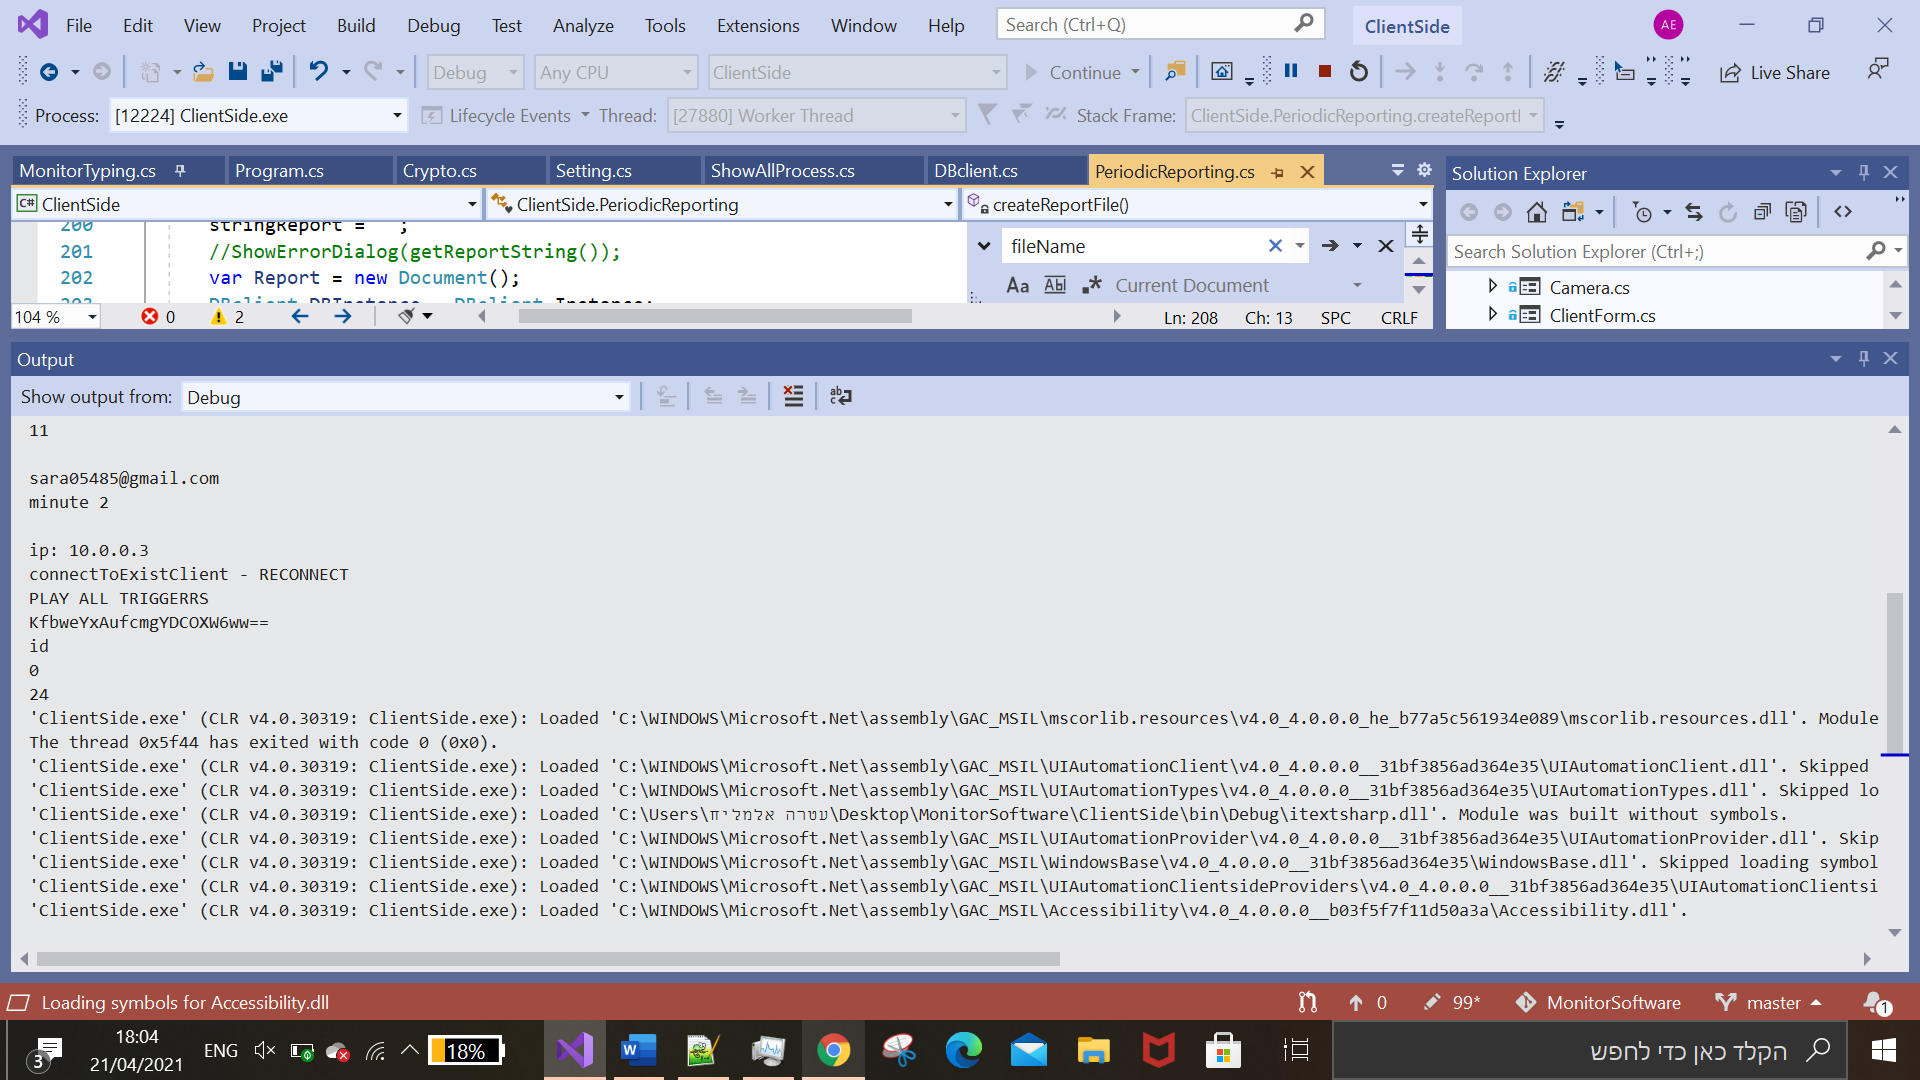 File Edit View Project Build Debug Test Analyze Tools Extensions Window Help Search (Ctrl+Q) ClientSide AE
Debug Any CPU ClientSide Continue Live Share
Process: [12224] ClientSide.exe Lifecycle Events Thread: [27880] Worker Thread Stack Frame: ClientSide.PeriodicReporting.createReportF
MonitorTyping.cs Program.cs Crypto.cs Setting.cs ShowAllProcess.cs DBclient.cs PeriodicReporting.cs Solution Explorer
C# ClientSide ClientSide.PeriodicReporting createReportFile()
200 stringReport = ;
201 //ShowErrorDialog(getReportString());
202 var Report = new Document();
203 DBclient DBInstance = DBclient.Instance;
fileName
Aa Abl Current Document
Search Solution Explorer (Ctrl+;)
Camera.cs
ClientForm.cs
104 % 0 2 Ln: 208 Ch: 13 SPC CRLF
Output
Show output from: Debug
11
sara05485@gmail.com
minute 2
ip: 10.0.0.3
connectToExistClient - RECONNECT
PLAY ALL TRIGGERRS
KfbweYxAufcmgYDCOXW6ww==
id
0
24
'ClientSide.exe' (CLR v4.0.30319: ClientSide.exe): Loaded 'C:\WINDOWS\Microsoft.Net\assembly\GAC_MSIL\mscorlib.resources\v4.0_4.0.0.0_he_b77a5c561934e089\mscorlib.resources.dll'. Module
The thread 0x5f44 has exited with code 0 (0x0).
'ClientSide.exe' (CLR v4.0.30319: ClientSide.exe): Loaded 'C:\WINDOWS\Microsoft.Net\assembly\GAC_MSIL\UIAutomationClient\v4.0_4.0.0.0__31bf3856ad364e35\UIAutomationClient.dll'. Skipped
'ClientSide.exe' (CLR v4.0.30319: ClientSide.exe): Loaded 'C:\WINDOWS\Microsoft.Net\assembly\GAC_MSIL\UIAutomationTypes\v4.0_4.0.0.0__31bf3856ad364e35\UIAutomationTypes.dll'. Skipped lo
'ClientSide.exe' (CLR v4.0.30319: ClientSide.exe): Loaded 'C:\Users\עטרה אלמליח\Desktop\MonitorSoftware\ClientSide\bin\Debug\itextsharp.dll'. Module was built without symbols.
'ClientSide.exe' (CLR v4.0.30319: ClientSide.exe): Loaded 'C:\WINDOWS\Microsoft.Net\assembly\GAC_MSIL\UIAutomationProvider\v4.0_4.0.0.0__31bf3856ad364e35\UIAutomationProvider.dll'. Skip
'ClientSide.exe' (CLR v4.0.30319: ClientSide.exe): Loaded 'C:\WINDOWS\Microsoft.Net\assembly\GAC_MSIL\WindowsBase\v4.0_4.0.0.0__31bf3856ad364e35\WindowsBase.dll'. Skipped loading symbol
'ClientSide.exe' (CLR v4.0.30319: ClientSide.exe): Loaded 'C:\WINDOWS\Microsoft.Net\assembly\GAC_MSIL\UIAutomationClientsideProviders\v4.0_4.0.0.0__31bf3856ad364e35\UIAutomationClientsi
'ClientSide.exe' (CLR v4.0.30319: ClientSide.exe): Loaded 'C:\WINDOWS\Microsoft.Net\assembly\GAC_MSIL\Accessibility\v4.0_4.0.0.0__b03f5f7f11d50a3a\Accessibility.dll'.
Loading symbols for Accessibility.dll 0 99* MonitorSoftware master 1
3 18:04 ENG 18% הקלד כאן כדי לחפש
21/04/2021